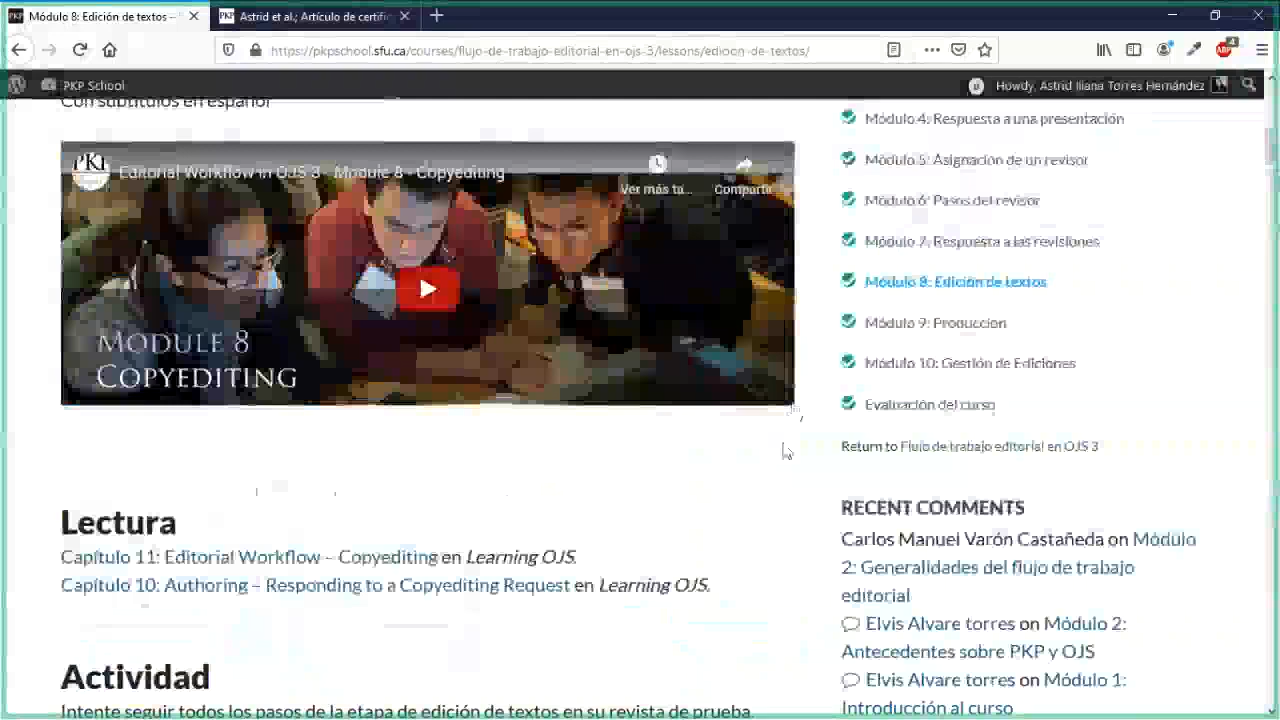 Módulo 8: Edición de textos –
Astrid et al.; Artículo de certific
https://pkpschool.sfu.ca/courses/flujo-de-trabajo-editorial-en-ojs-3/lessons/edicion-de-textos/
PKP School
Howdy, Astrid Iliana Torres Hernández
Con subtítulos en español
Editorial Workflow in OJS 3 - Module 8 - Copyediting
Ver más ta...
Compartir
MODULE 8
COPYEDITING
Lectura
Capítulo 11: Editorial Workflow – Copyediting en Learning OJS.
Capítulo 10: Authoring – Responding to a Copyediting Request en Learning OJS.
Actividad
Intente seguir todos los pasos de la etapa de edición de textos en su revista de prueba.
Módulo 4: Respuesta a una presentación
Módulo 5: Asignación de un revisor
Módulo 6: Pasos del revisor
Módulo 7: Respuesta a las revisiones
Módulo 8: Edición de textos
Módulo 9: Produccion
Módulo 10: Gestión de Ediciones
Evaluación del curso
Return to Flujo de trabajo editorial en OJS 3
RECENT COMMENTS
Carlos Manuel Varón Castañeda on Módulo
2: Generalidades del flujo de trabajo
editorial
Elvis Alvare torres on Módulo 2:
Antecedentes sobre PKP y OJS
Elvis Alvare torres on Módulo 1:
Introducción al curso